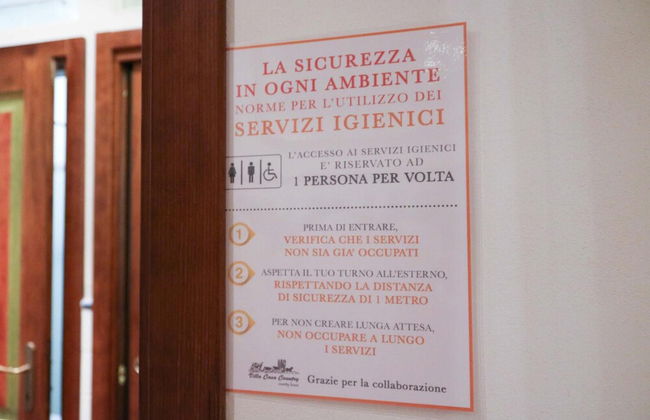 LA SICUREZZA
IN OGNI AMBIENTE
NORME PER L'UTILIZZO DEI
SERVIZI IGIENICI
L'ACCESSO AI SERVIZI IGIENICI
E' RISERVATO AD
1 PERSONA PER VOLTA
1
PRIMA DI ENTRARE,
VERIFICA CHE I SERVIZI
NON SIA GIA' OCCUPATI
2
ASPETTA IL TUO TURNO ALL'ESTERNO,
RISPETTANDO LA DISTANZA
DI SICUREZZA DI 1 METRO
3
PER NON CREARE LUNGA ATTESA,
NON OCCUPARE A LUNGO
I SERVIZI
Villa Cosso Country
Grazie per la collaborazione